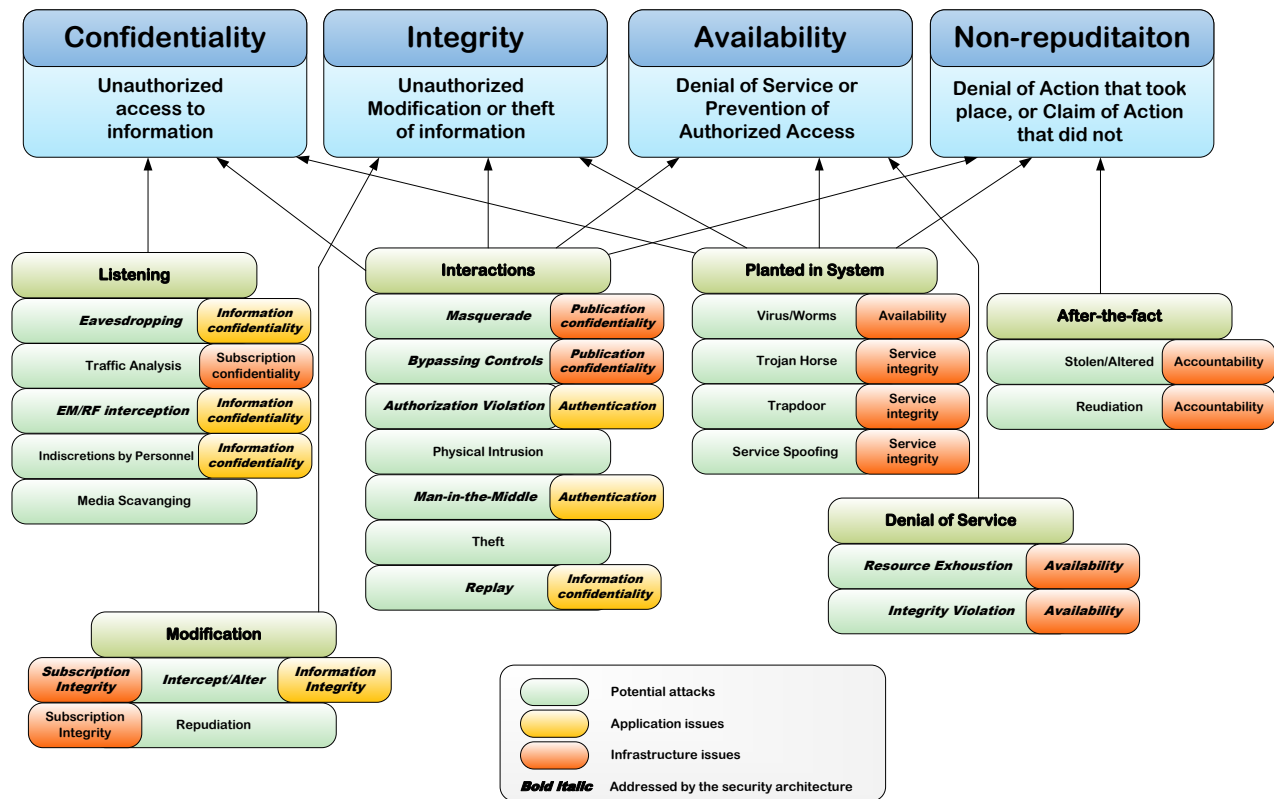 Confidentiality
Unauthorized
access to
information
Integrity
Unauthorized
Modification or theft
of information
Availability
Denial of Service or
Prevention of
Authorized Access
Non-repuditaiton
Denial of Action that took
place, or Claim of Action
that did not
Listening
Eavesdropping
Information
confidentiality
Traffic Analysis
Subscription
confidentiality
EM/RF interception
Information
confidentiality
Indiscretions by Personnel
Information
confidentiality
Media Scavanging
Interactions
Masquerade
Publication
confidentiality
Bypassing Controls
Publication
confidentiality
Authorization Violation
Authentication
Physical Intrusion
Man-in-the-Middle
Authentication
Theft
Replay
Information
confidentiality
Planted in System
Virus/Worms
Availability
Trojan Horse
Service
integrity
Trapdoor
Service
integrity
Service Spoofing
Service
integrity
After-the-fact
Stolen/Altered
Accountability
Reudiation
Accountability
Denial of Service
Resource Exhoustion
Availability
Integrity Violation
Availability
Modification
Subscription
Integrity
Intercept/Alter
Information
Integrity
Subscription
Integrity
Repudiation
Potential attacks
Application issues
Infrastructure issues
Bold Italic Addressed by the security architecture